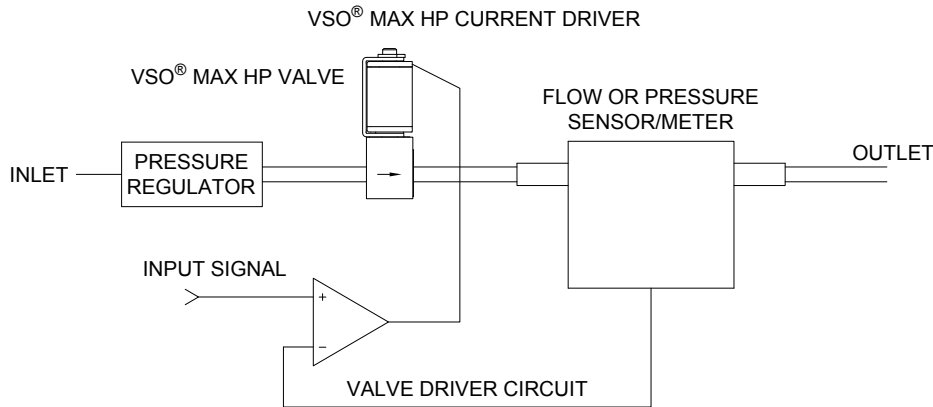 VSO® MAX HP CURRENT DRIVER
VSO® MAX HP VALVE
FLOW OR PRESSURE
SENSOR/METER
INLET
PRESSURE
REGULATOR
OUTLET
INPUT SIGNAL
+
−
VALVE DRIVER CIRCUIT